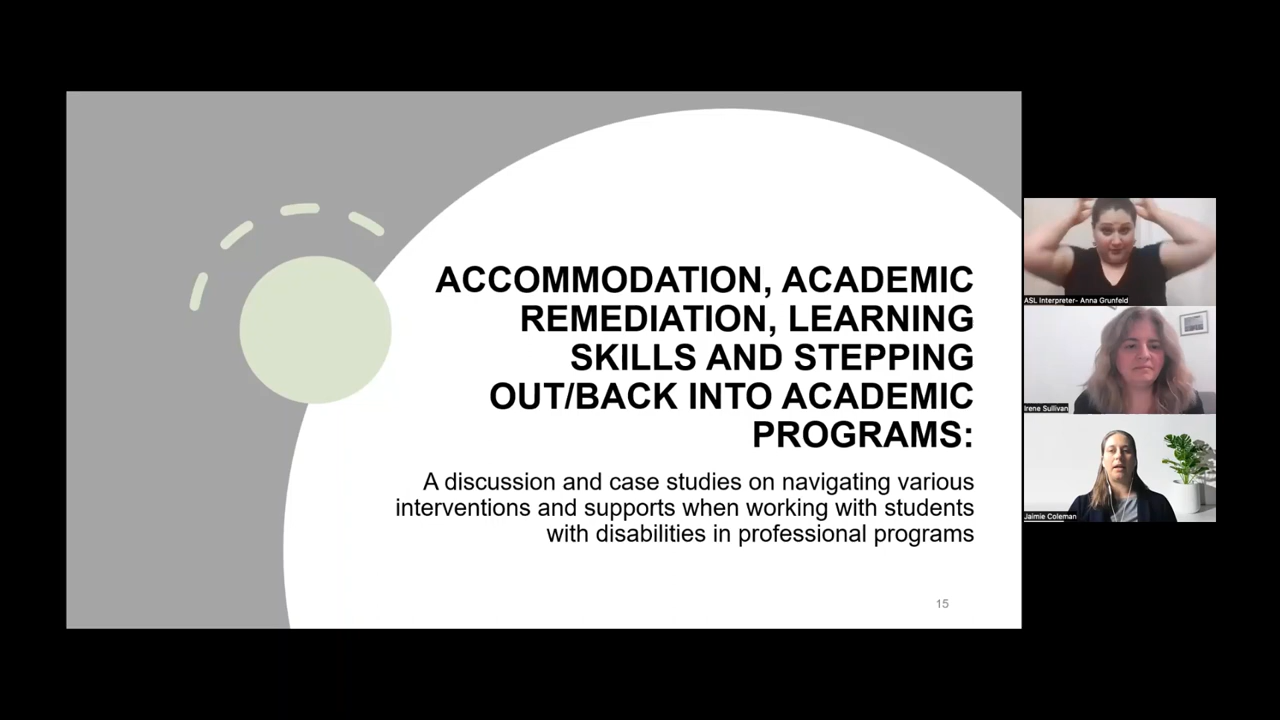 ACCOMMODATION, ACADEMIC
REMEDIATION, LEARNING
SKILLS AND STEPPING
OUT/BACK INTO ACADEMIC
PROGRAMS:
A discussion and case studies on navigating various
interventions and supports when working with students
with disabilities in professional programs
15
ASL Interpreter- Anna Grunfeld
Irene Sullivan
Jaimie Coleman